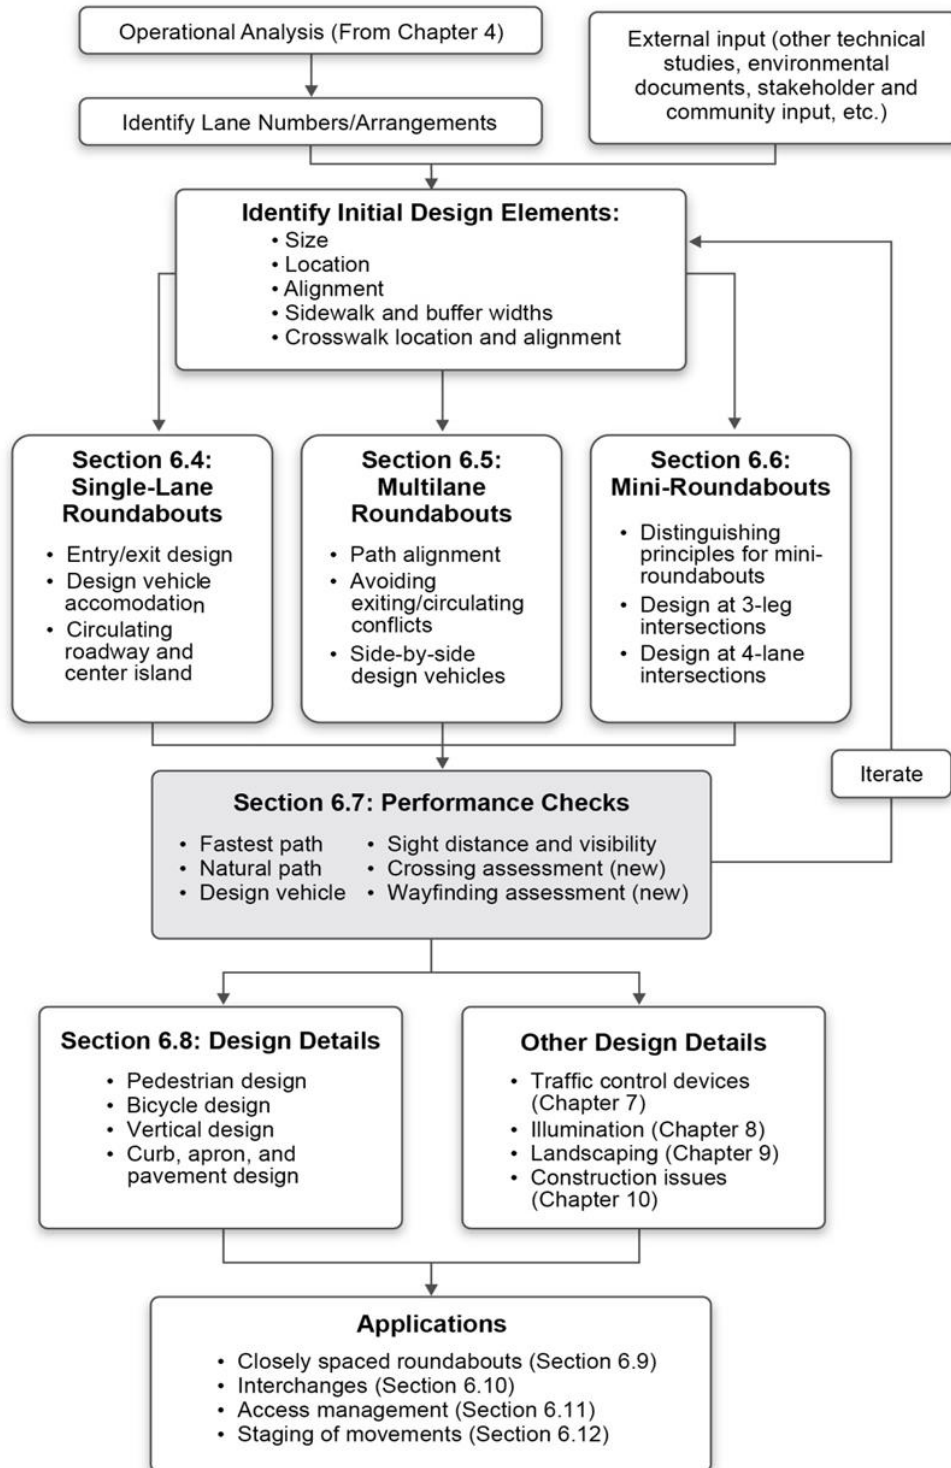 Operational Analysis (From Chapter 4)
External input (other technical
studies, environmental
documents, stakeholder and
community input, etc.)
Identify Lane Numbers/Arrangements
Identify Initial Design Elements:
• Size
• Location
• Alignment
• Sidewalk and buffer widths
• Crosswalk location and alignment
Section 6.4:
Single-Lane
Roundabouts
• Entry/exit design
• Design vehicle
accomodation
• Circulating
roadway and
center island
Section 6.5:
Multilane
Roundabouts
• Path alignment
• Avoiding
exiting/circulating
conflicts
• Side-by-side
design vehicles
Section 6.6:
Mini-Roundabouts
• Distinguishing
principles for mini-
roundabouts
• Design at 3-leg
intersections
• Design at 4-lane
intersections
Iterate
Section 6.7: Performance Checks
• Fastest path
• Natural path
• Design vehicle
• Sight distance and visibility
• Crossing assessment (new)
• Wayfinding assessment (new)
Section 6.8: Design Details
• Pedestrian design
• Bicycle design
• Vertical design
• Curb, apron, and
pavement design
Other Design Details
• Traffic control devices
(Chapter 7)
• Illumination (Chapter 8)
• Landscaping (Chapter 9)
• Construction issues
(Chapter 10)
Applications
• Closely spaced roundabouts (Section 6.9)
• Interchanges (Section 6.10)
• Access management (Section 6.11)
• Staging of movements (Section 6.12)